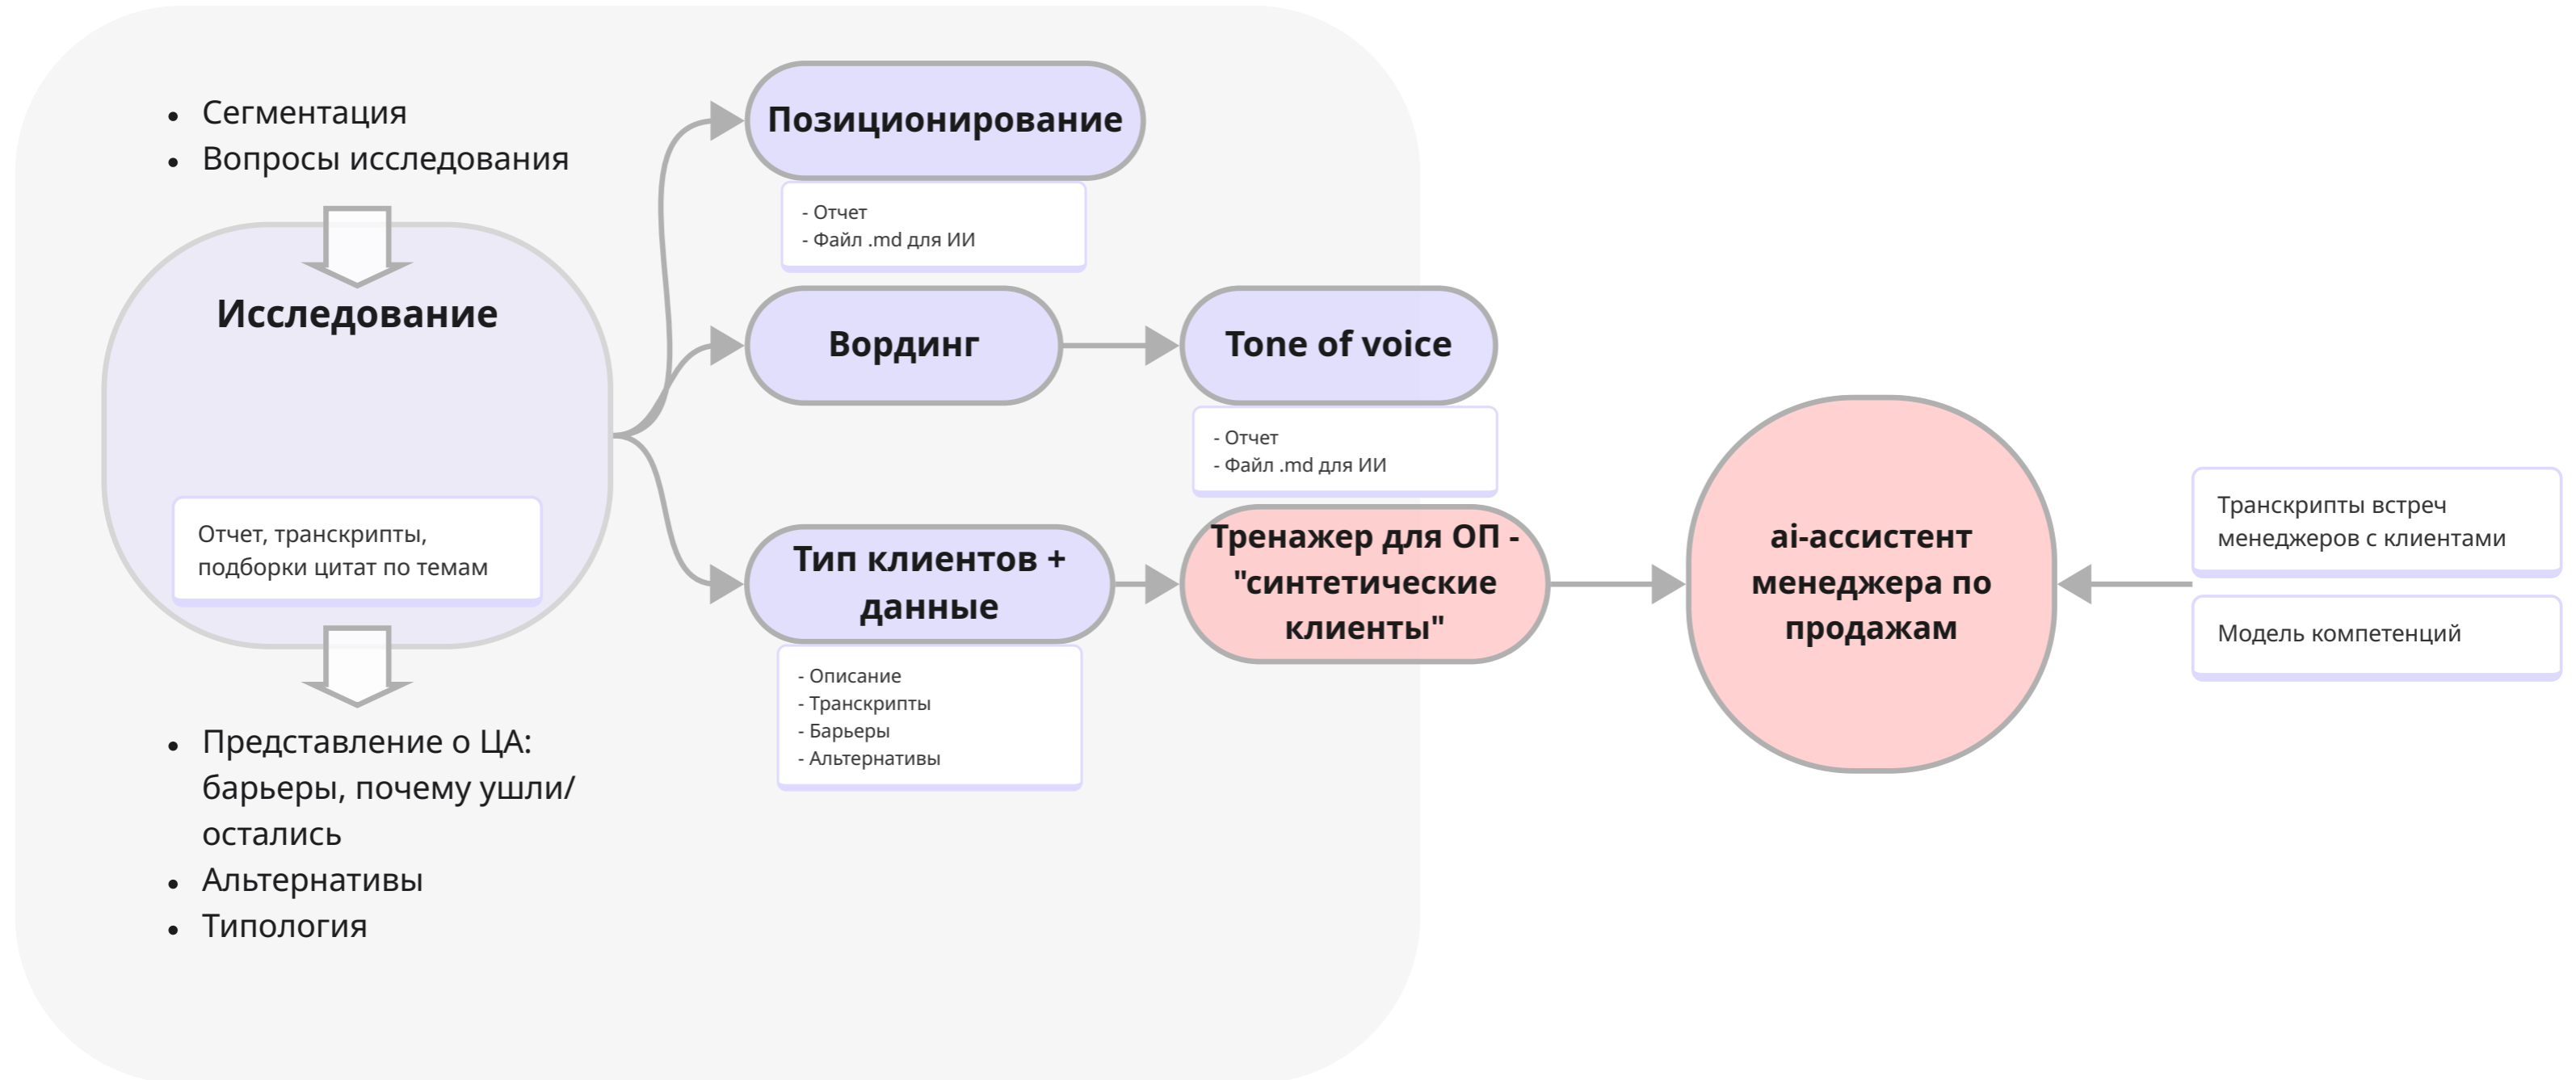 • Сегментация
• Вопросы исследования
Исследование
Отчет, транскрипты,
подборки цитат по темам
• Представление о ЦА:
барьеры, почему ушли/
остались
• Альтернативы
• Типология
Позиционирование
- Отчет
- Файл .md для ИИ
Вординг
Tone of voice
- Отчет
- Файл .md для ИИ
Тип клиентов +
данные
- Описание
- Транскрипты
- Барьеры
- Альтернативы
Тренажер для ОП -
"синтетические
клиенты"
ai-ассистент
менеджера по
продажам
Транскрипты встреч
менеджеров с клиентами
Модель компетенций